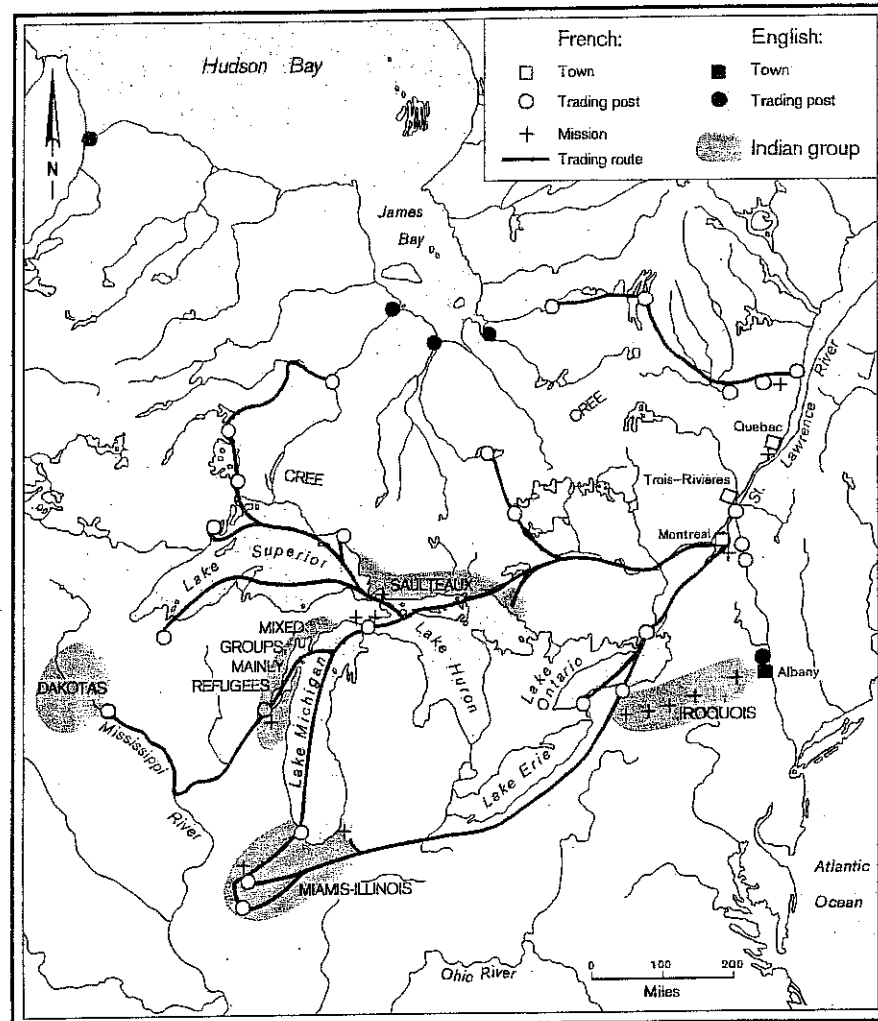 Hudson Bay
N
French:
Town
Trading post
Mission
Trading route
English:
Town
Trading post
Indian group
James
Bay
CREE
Quebac
St. Lawrence River
Trois-Rivières
Montreal
CREE
Lake Superior
SAULTEAUX
MIXED
GROUPS
MAINLY
REFUGEES
Lake Huron
Lake
Ontario
Albany
IROQUOIS
DAKOTAS
Mississippi
River
Lake Michigan
Lake Erie
MIAMIS-ILLINOIS
Atlantic
Ocean
Ohio River
0 100 200
Miles